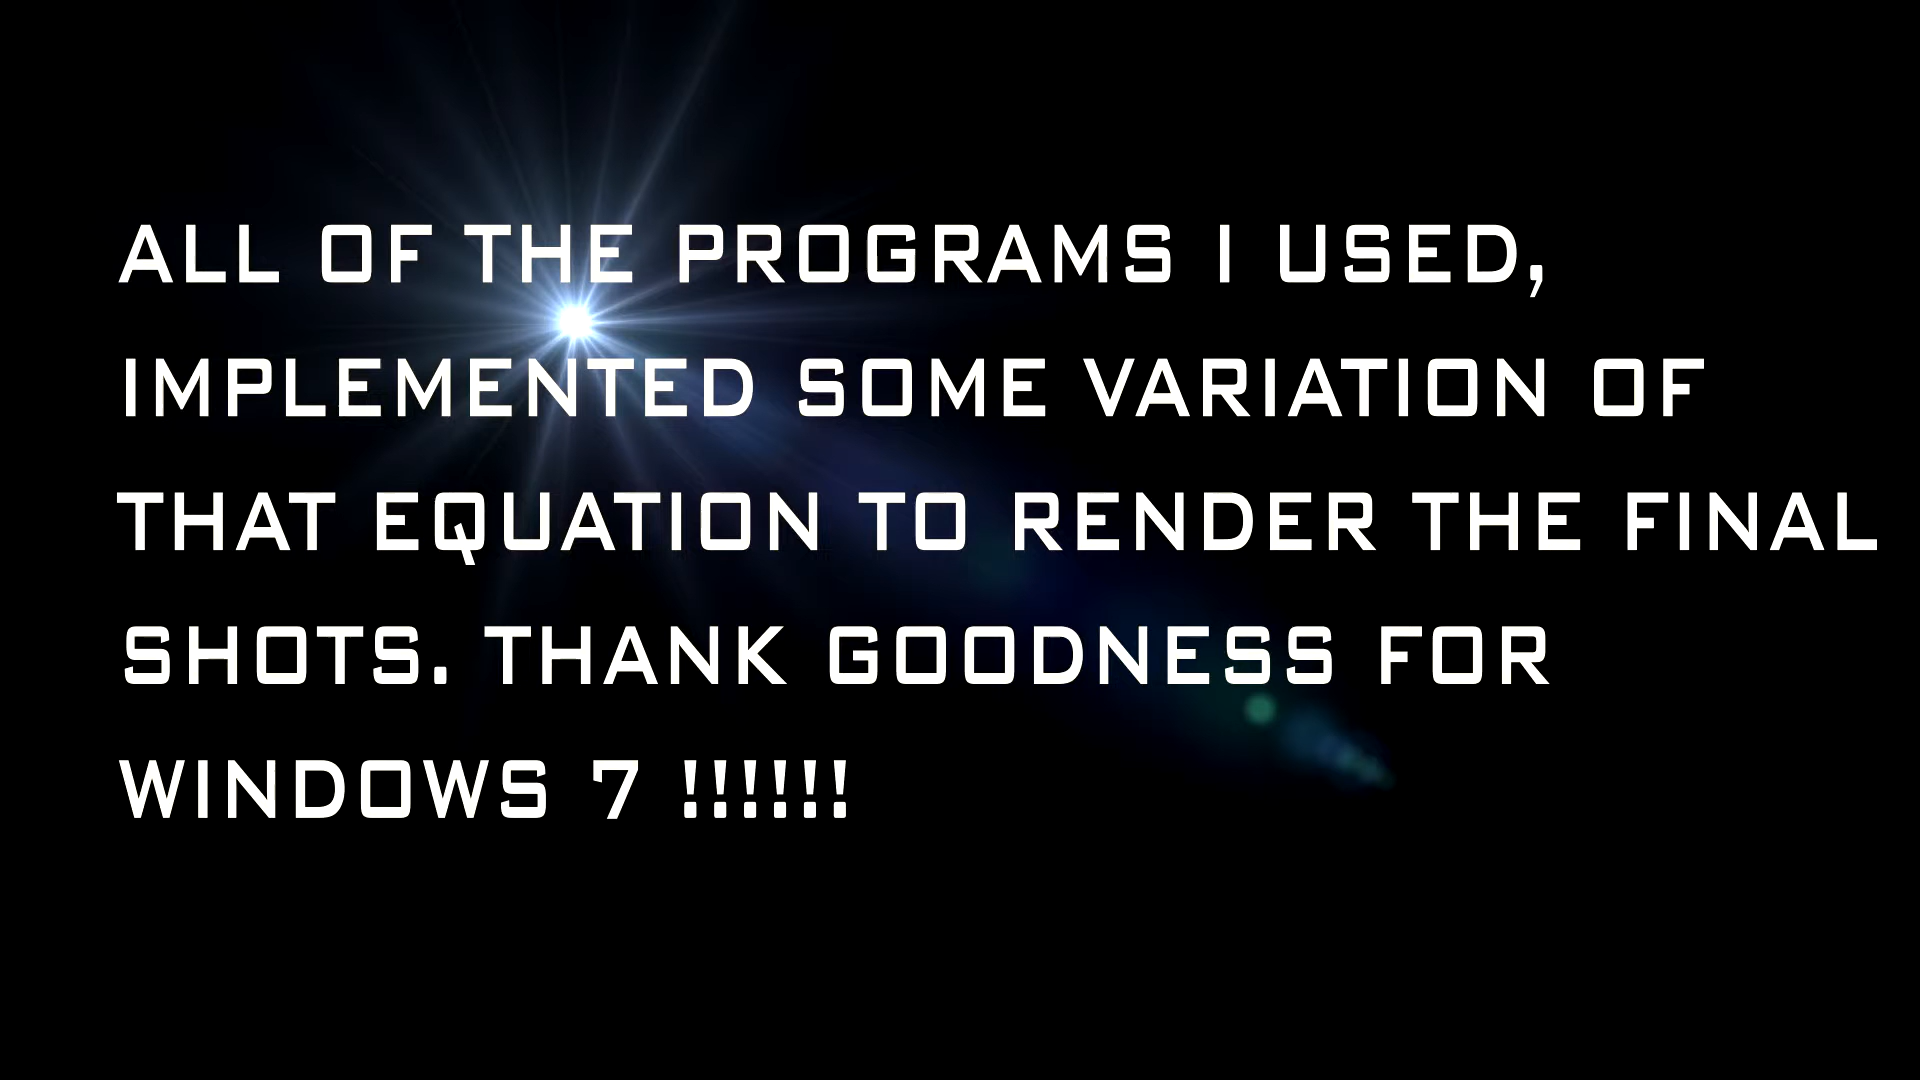 ALL OF THE PROGRAMS I USED,
IMPLEMENTED SOME VARIATION OF
THAT EQUATION TO RENDER THE FINAL
SHOTS. THANK GOODNESS FOR
WINDOWS 7 !!!!!!